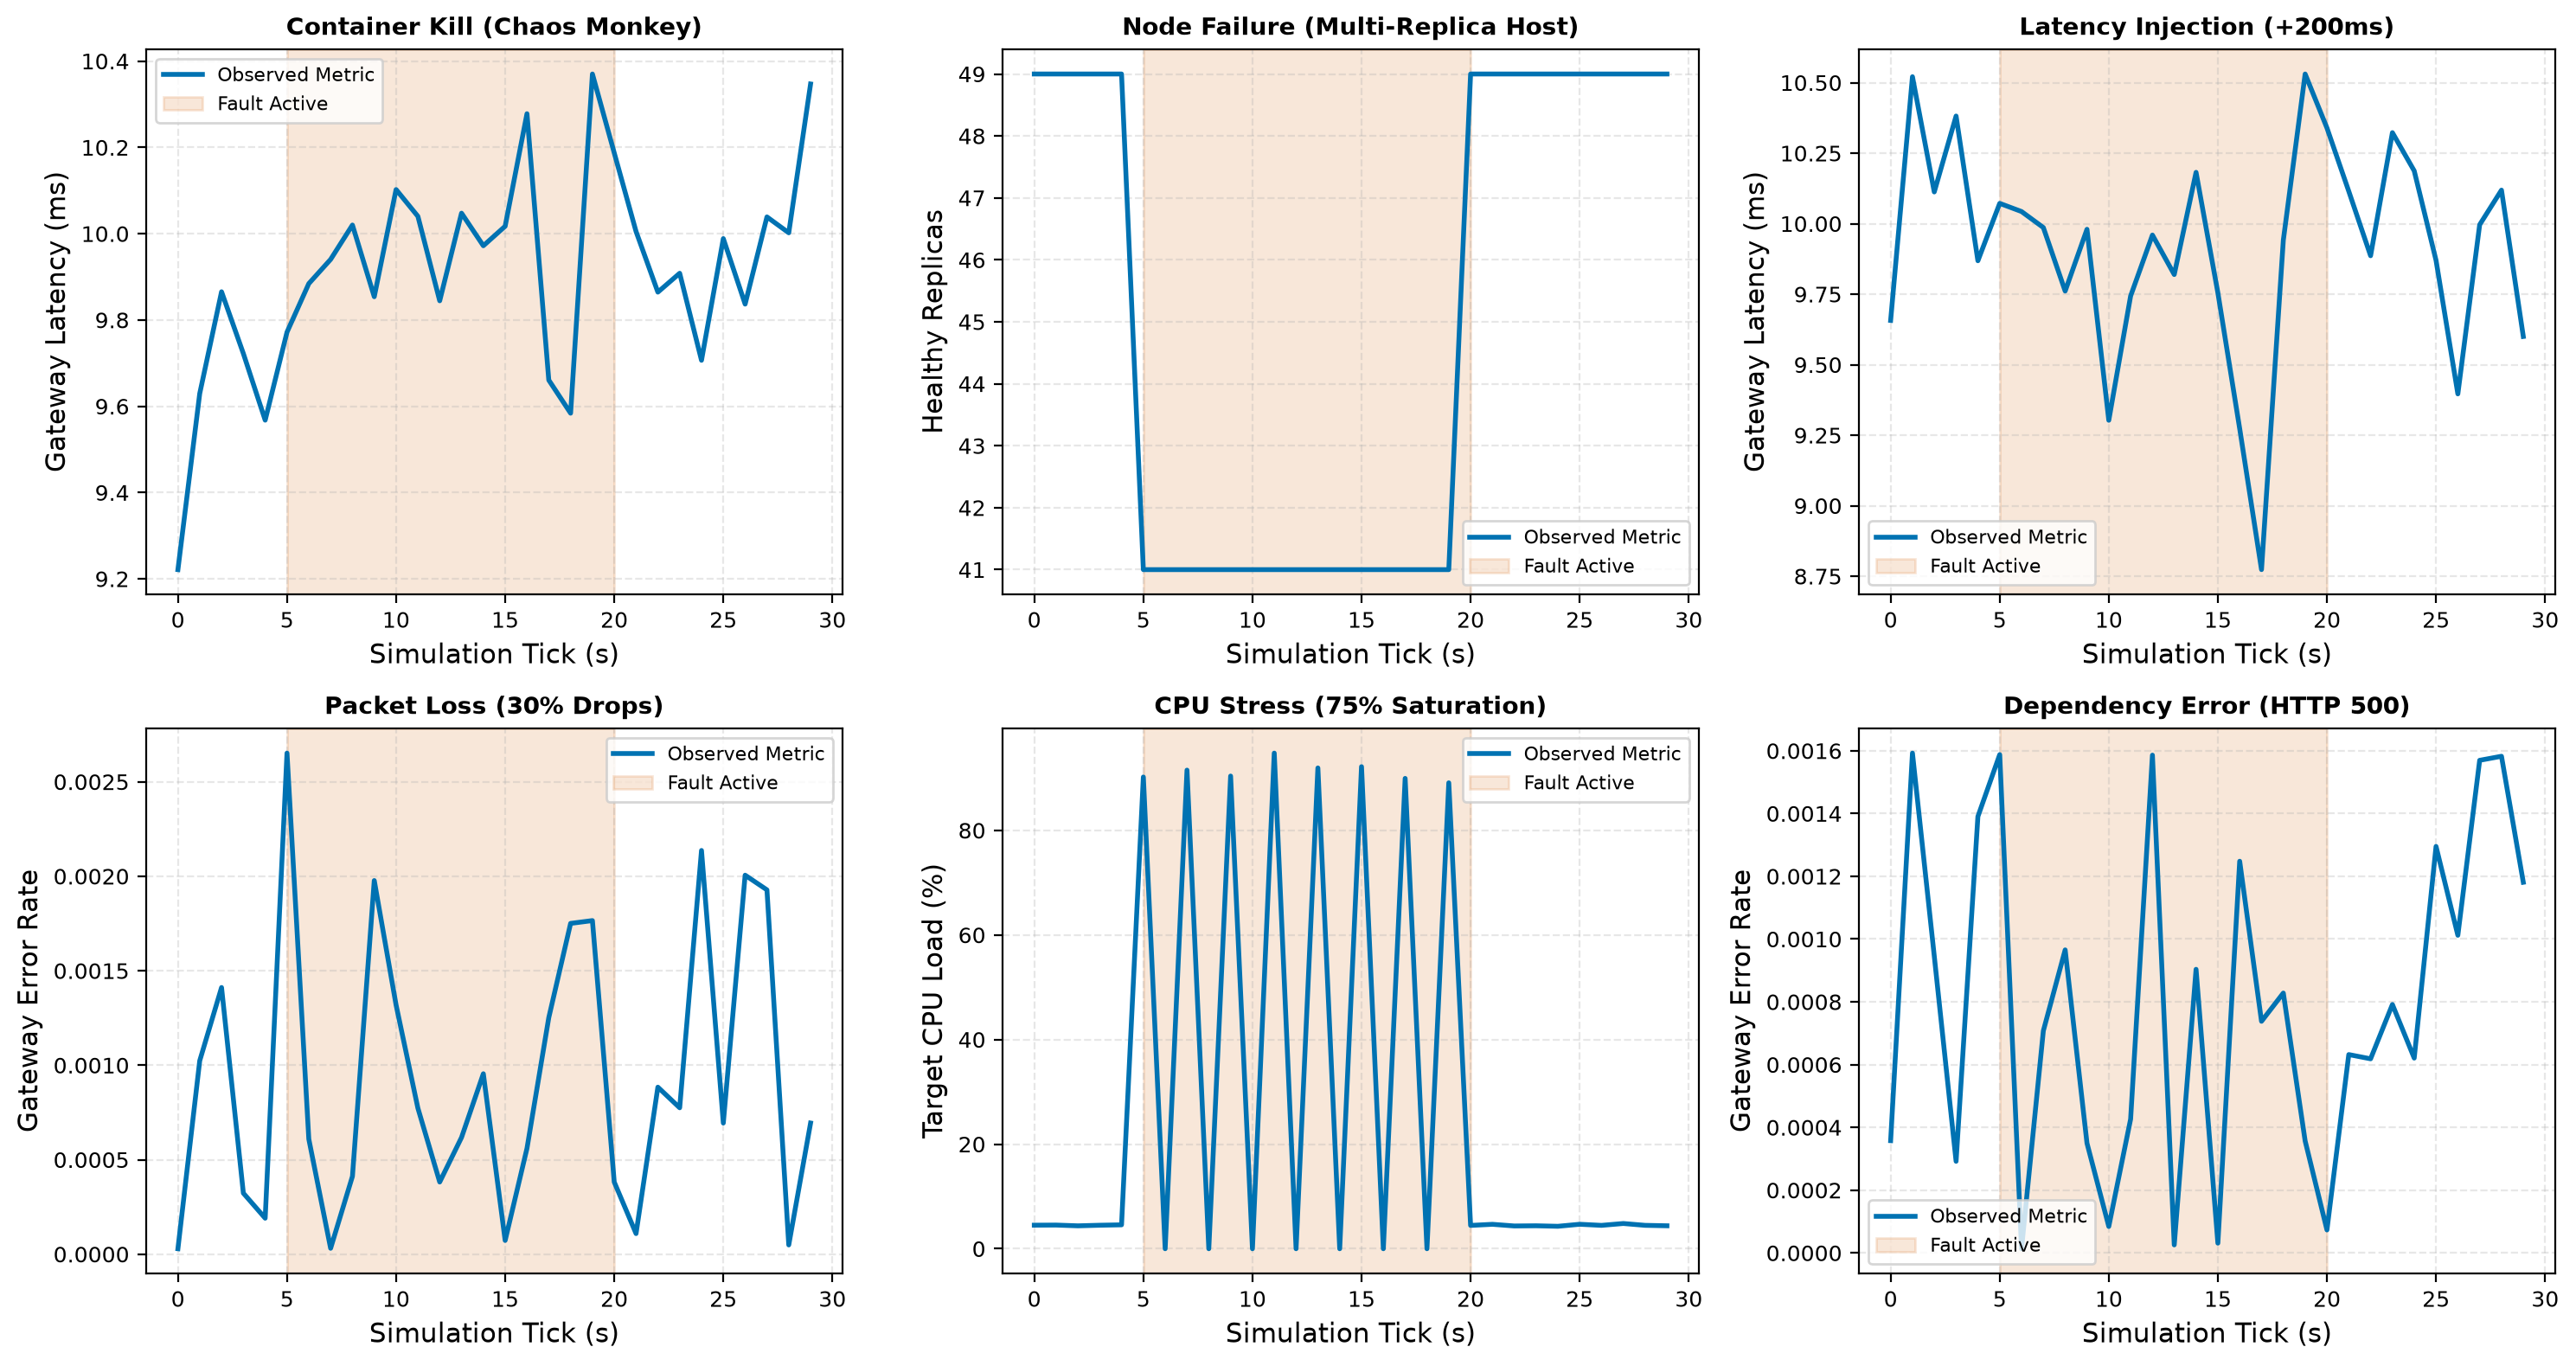 Container Kill (Chaos Monkey)
Gateway Latency (ms)
10.4
10.2
10.0
9.8
9.6
9.4
9.2
Observed Metric
Fault Active
0 5 10 15 20 25 30
Simulation Tick (s)
Node Failure (Multi-Replica Host)
Healthy Replicas
49
48
47
46
45
44
43
42
41
Observed Metric
Fault Active
0 5 10 15 20 25 30
Simulation Tick (s)
Latency Injection (+200ms)
Gateway Latency (ms)
10.50
10.25
10.00
9.75
9.50
9.25
9.00
8.75
Observed Metric
Fault Active
0 5 10 15 20 25 30
Simulation Tick (s)
Packet Loss (30% Drops)
Gateway Error Rate
0.0025
0.0020
0.0015
0.0010
0.0005
0.0000
Observed Metric
Fault Active
0 5 10 15 20 25 30
Simulation Tick (s)
CPU Stress (75% Saturation)
Target CPU Load (%)
80
60
40
20
0
Observed Metric
Fault Active
0 5 10 15 20 25 30
Simulation Tick (s)
Dependency Error (HTTP 500)
Gateway Error Rate
0.0016
0.0014
0.0012
0.0010
0.0008
0.0006
0.0004
0.0002
0.0000
Observed Metric
Fault Active
0 5 10 15 20 25 30
Simulation Tick (s)